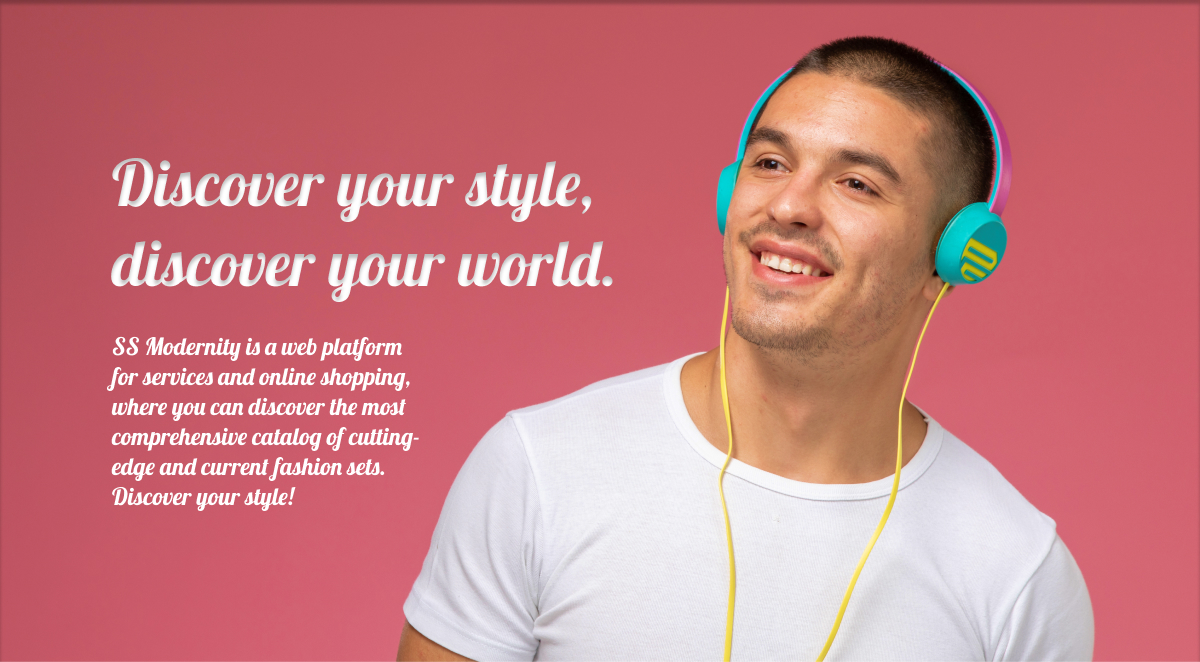 Discover your style,
discover your world.
SS Modernity is a web platform
for services and online shopping,
where you can discover the most
comprehensive catalog of cutting-
edge and current fashion sets.
Discover your style!